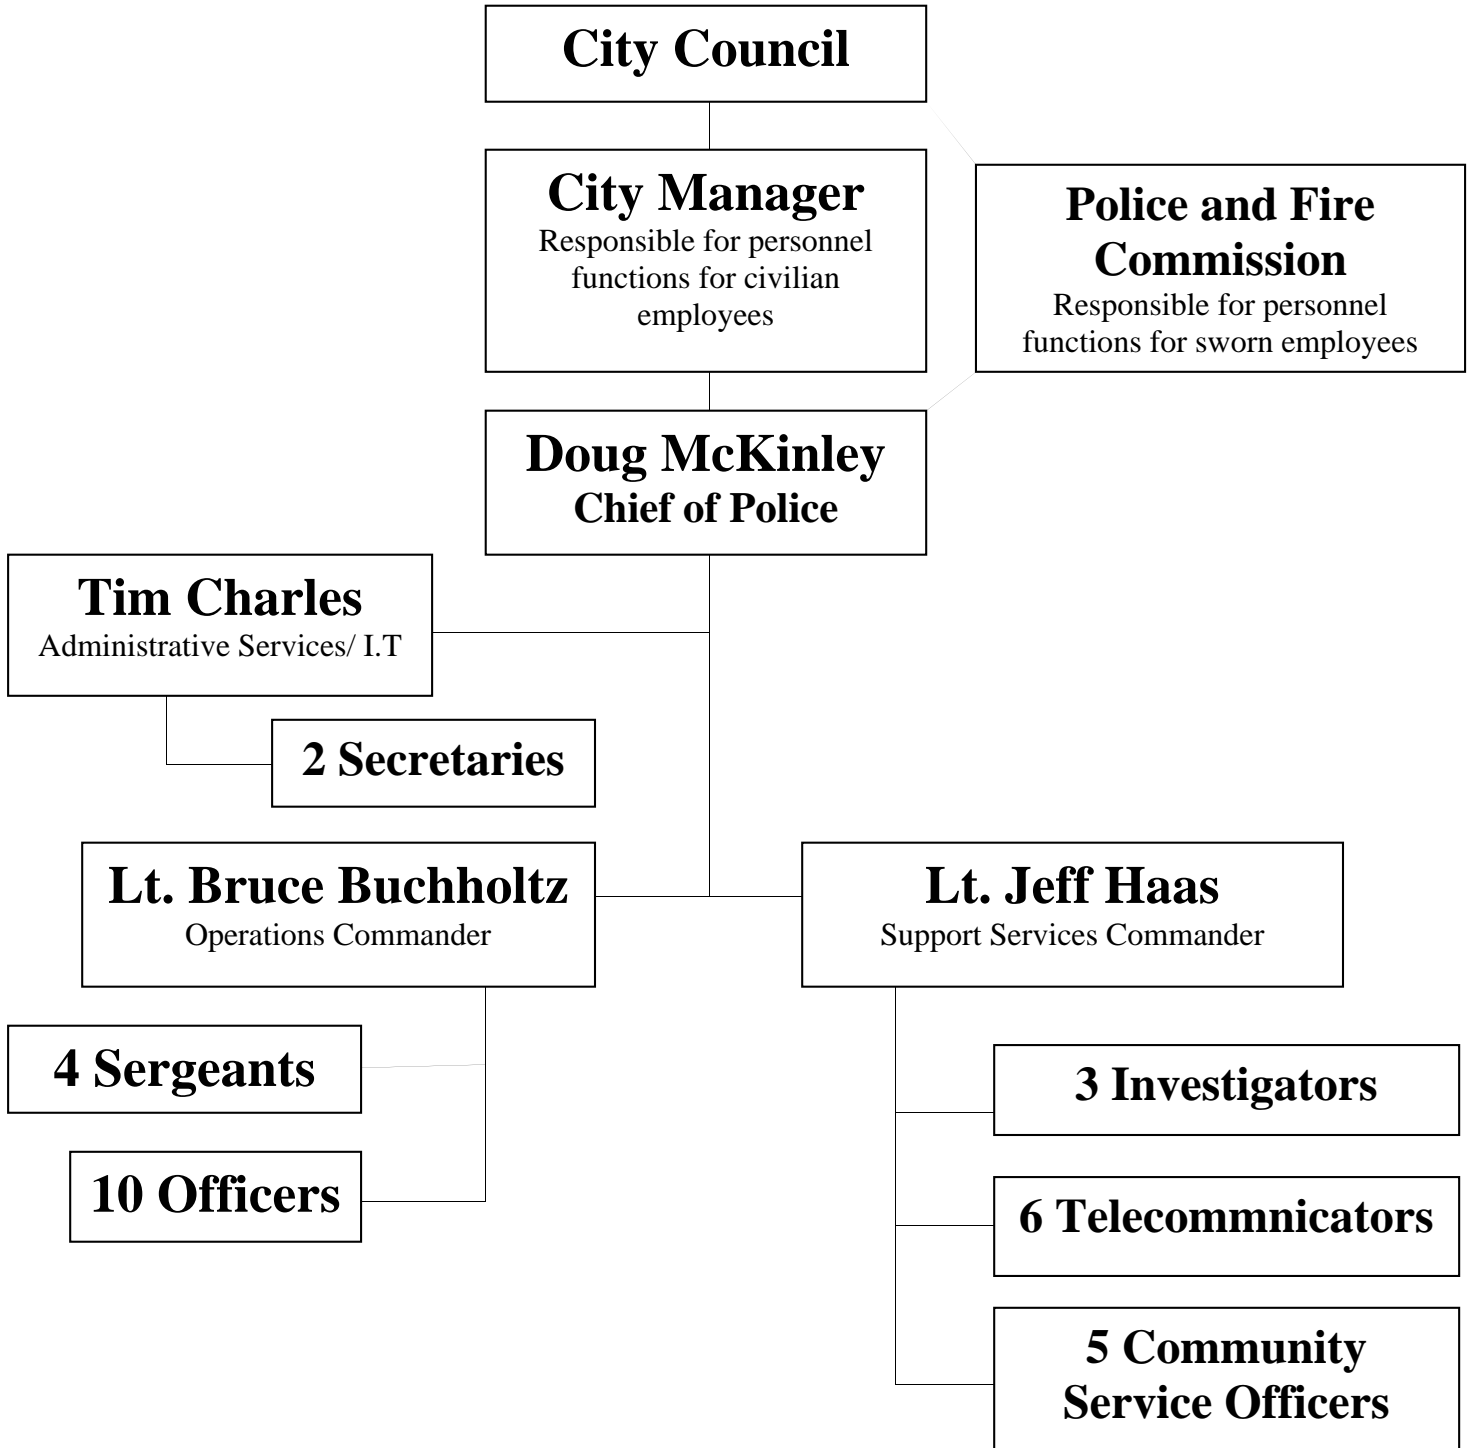 City Council
City Manager
Responsible for personnel
functions for civilian
employees
Police and Fire
Commission
Responsible for personnel
functions for sworn employees
Doug McKinley
Chief of Police
Tim Charles
Administrative Services/ I.T
2 Secretaries
Lt. Bruce Buchholtz
Operations Commander
Lt. Jeff Haas
Support Services Commander
4 Sergeants
10 Officers
3 Investigators
6 Telecommnicators
5 Community
Service Officers